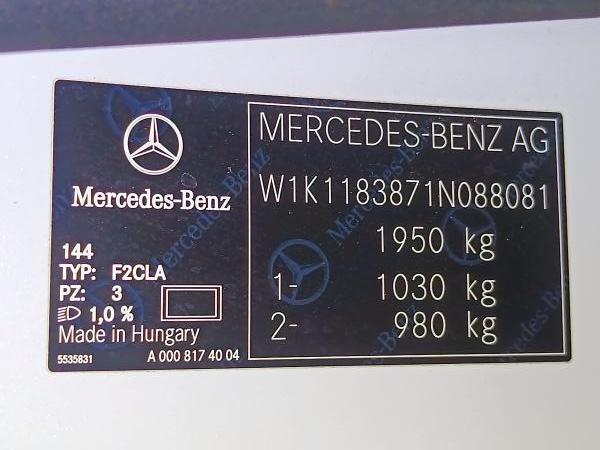 Mercedes-Benz
144
TYP: F2CLA
PZ: 3
1,0 %
Made in Hungary
5535831 A 000 817 40 04
MERCEDES-BENZ AG
W1K1183871N088081
1950 kg
1- 1030 kg
2- 980 kg